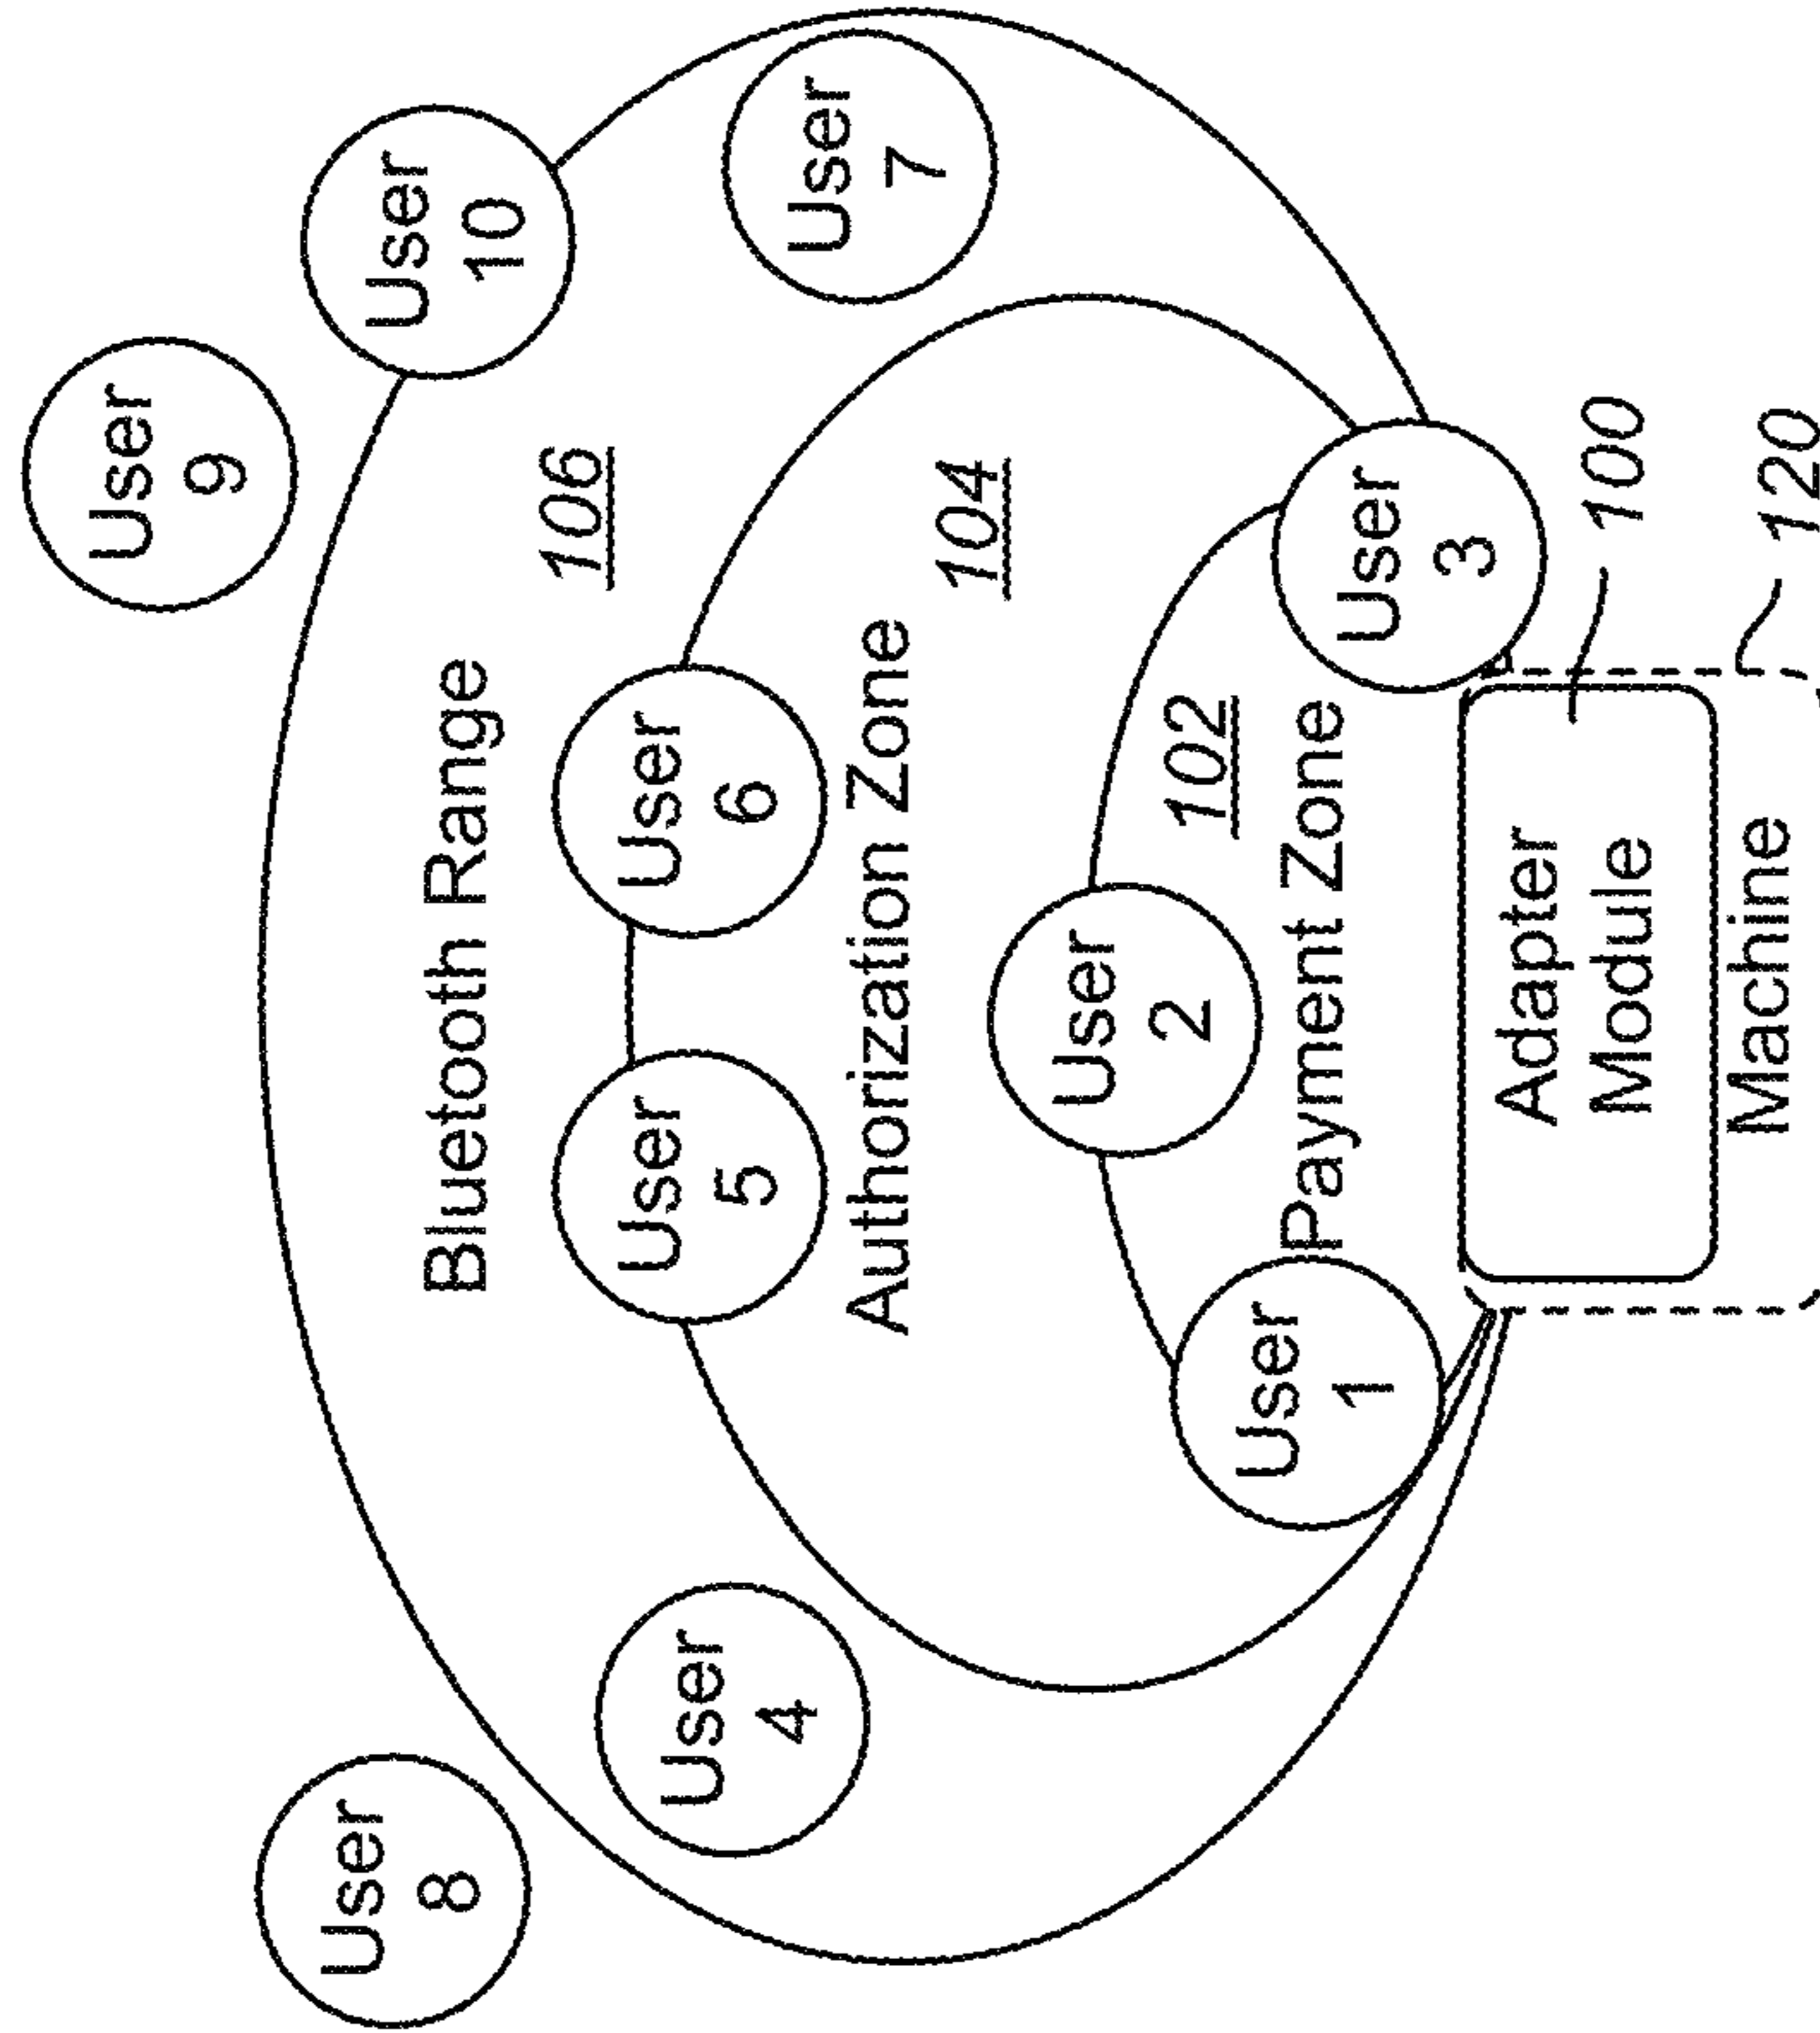 User
9
User
8
User
10
Bluetooth Range
106
User
4
User
5
User
6
User
7
Authorization Zone
104
User
2
102
User
1
Payment Zone
User
3
Adapter
Module
100
Machine
120